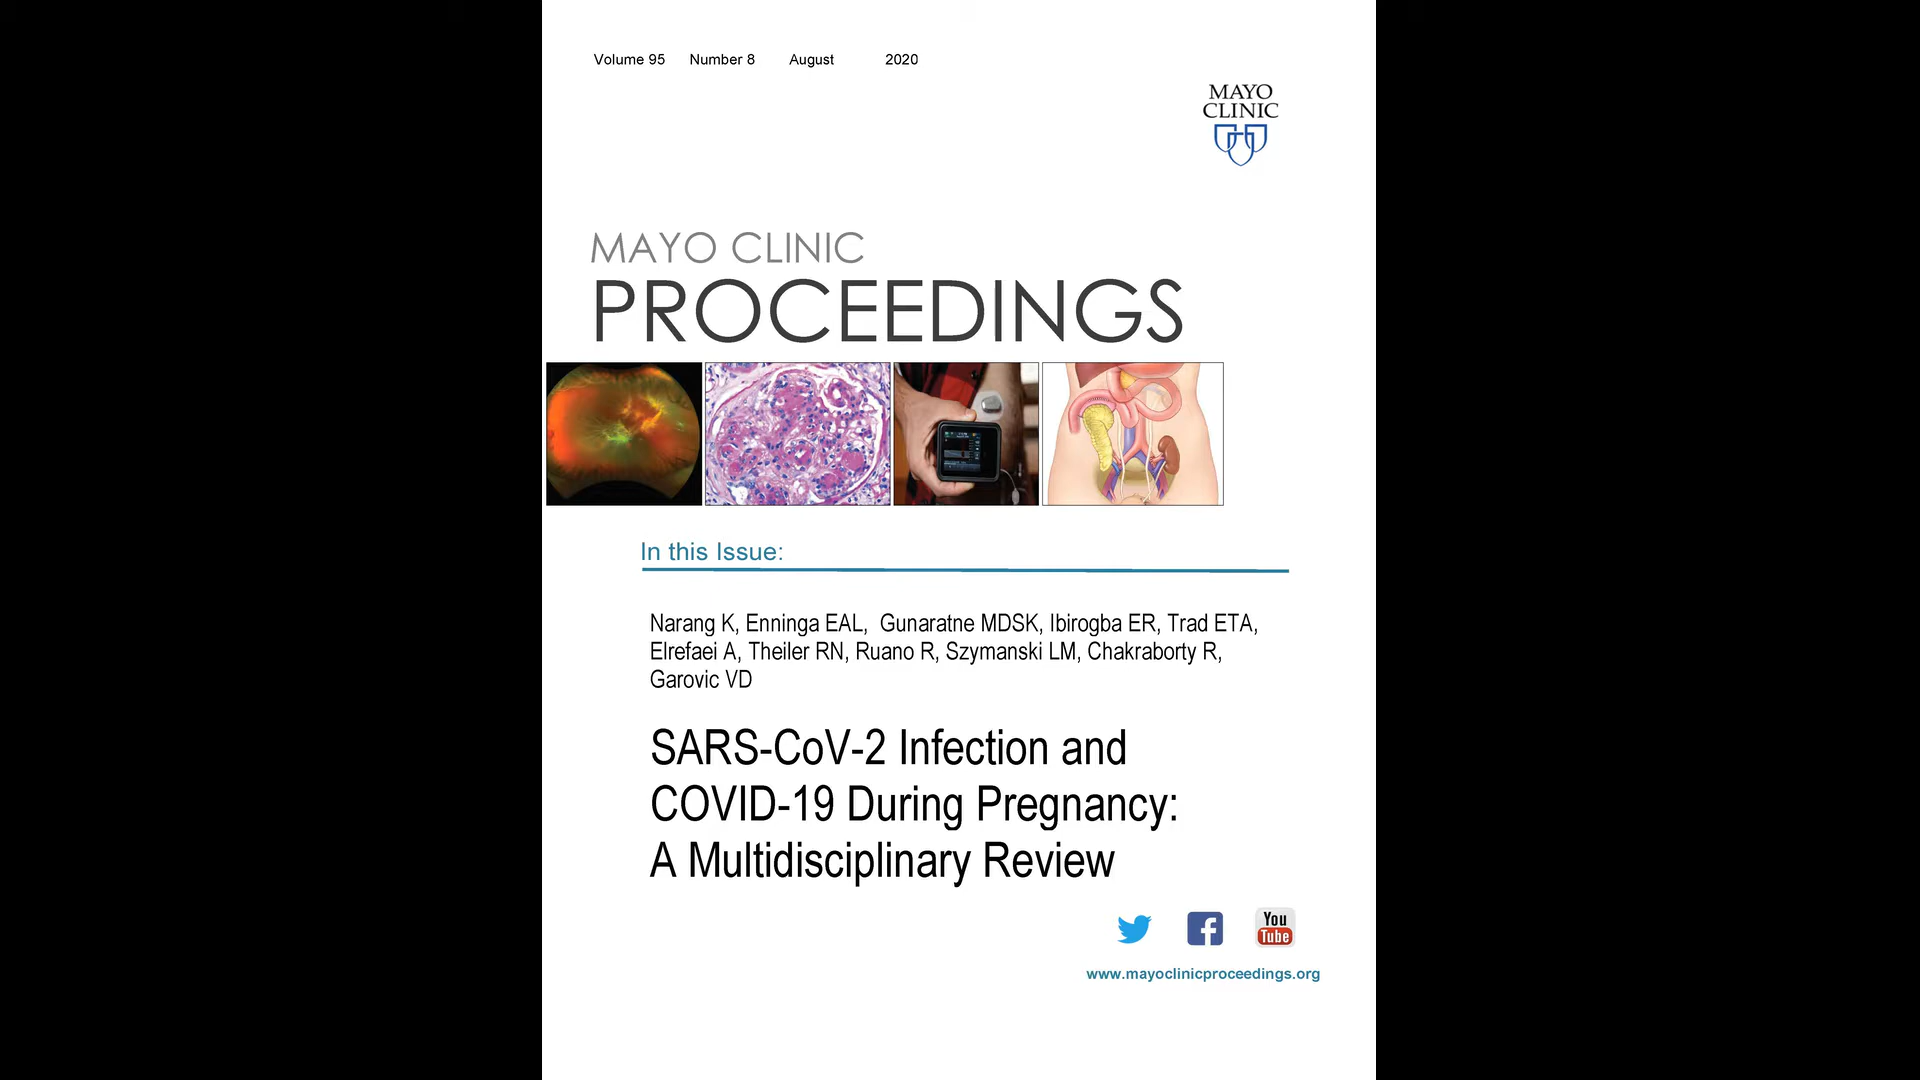 Volume 95 Number 8 August 2020
MAYO
CLINIC
MAYO CLINIC
PROCEEDINGS
In this Issue:
Narang K, Enninga EAL, Gunaratne MDSK, Ibirogba ER, Trad ETA,
Elrefaei A, Theiler RN, Ruano R, Szymanski LM, Chakraborty R,
Garovic VD
SARS-CoV-2 Infection and
COVID-19 During Pregnancy:
A Multidisciplinary Review
You
Tube
www.mayoclinicproceedings.org